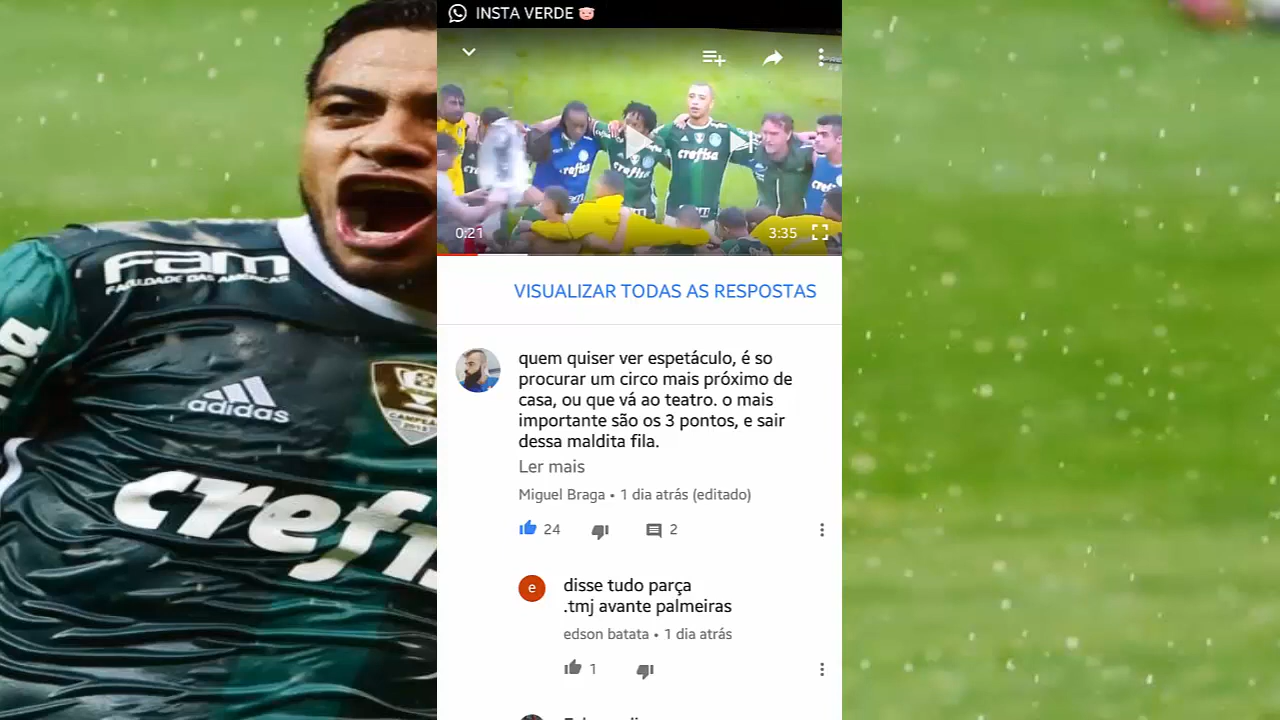 INSTA VERDE
crefisa
crefisa
crefisa
0:21
3:35
VISUALIZAR TODAS AS RESPOSTAS
quem quiser ver espetáculo, é so
procurar um circo mais próximo de
casa, ou que vá ao teatro. o mais
importante são os 3 pontos, e sair
dessa maldita fila.
Ler mais
Miguel Braga • 1 dia atrás (editado)
24
2
e
disse tudo parça
.tmj avante palmeiras
edson batata • 1 dia atrás
1
fam
FACULDADE DAS AMÉRICAS
adidas
crefis